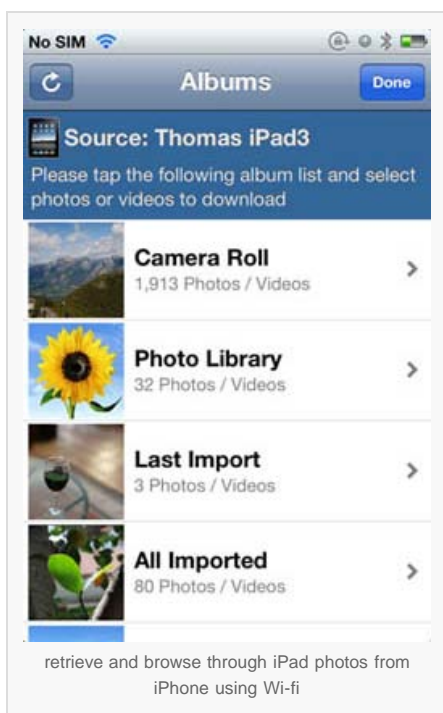 No SIM
Albums
Done
Source: Thomas iPad3
Please tap the following album list and select
photos or videos to download
Camera Roll
1,913 Photos / Videos
Photo Library
32 Photos / Videos
Last Import
3 Photos / Videos
All Imported
80 Photos / Videos
retrieve and browse through iPad photos from
iPhone using Wi-fi